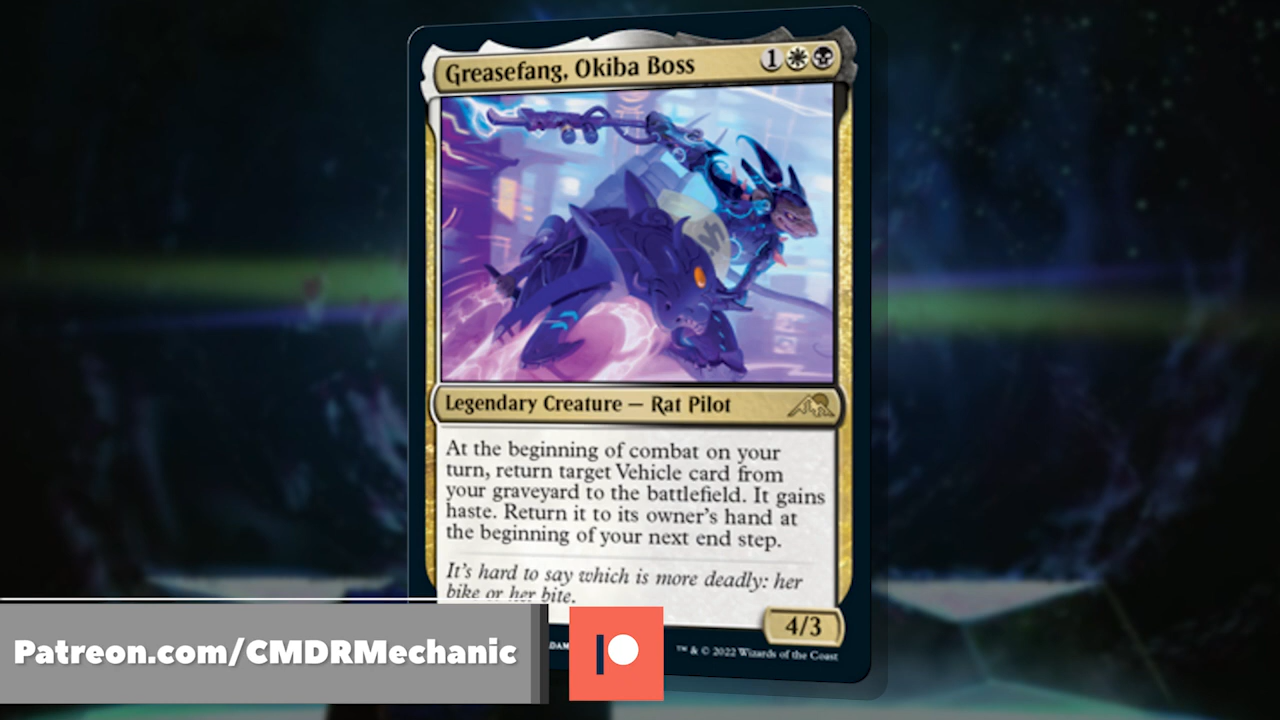 Greasefang, Okiba Boss 1
Legendary Creature — Rat Pilot
At the beginning of combat on your
turn, return target Vehicle card from
your graveyard to the battlefield. It gains
haste. Return it to its owner's hand at
the beginning of your next end step.
It's hard to say which is more deadly: her
bike or her bite.
4/3
™ & © 2022 Wizards of the Coast
Patreon.com/CMDRMechanic